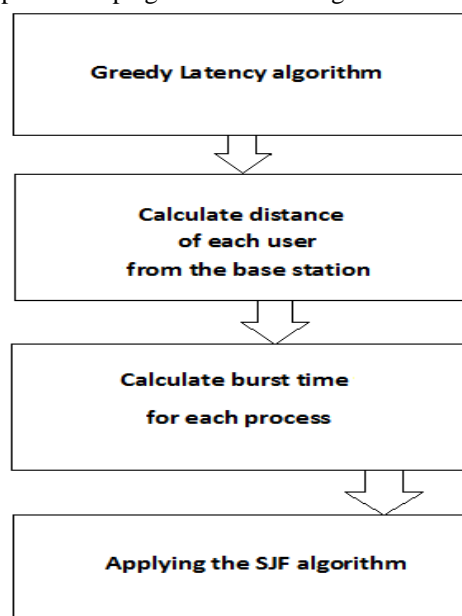 Greedy Latency algorithm
Calculate distance
of each user
from the base station
Calculate burst time
for each process
Applying the SJF algorithm